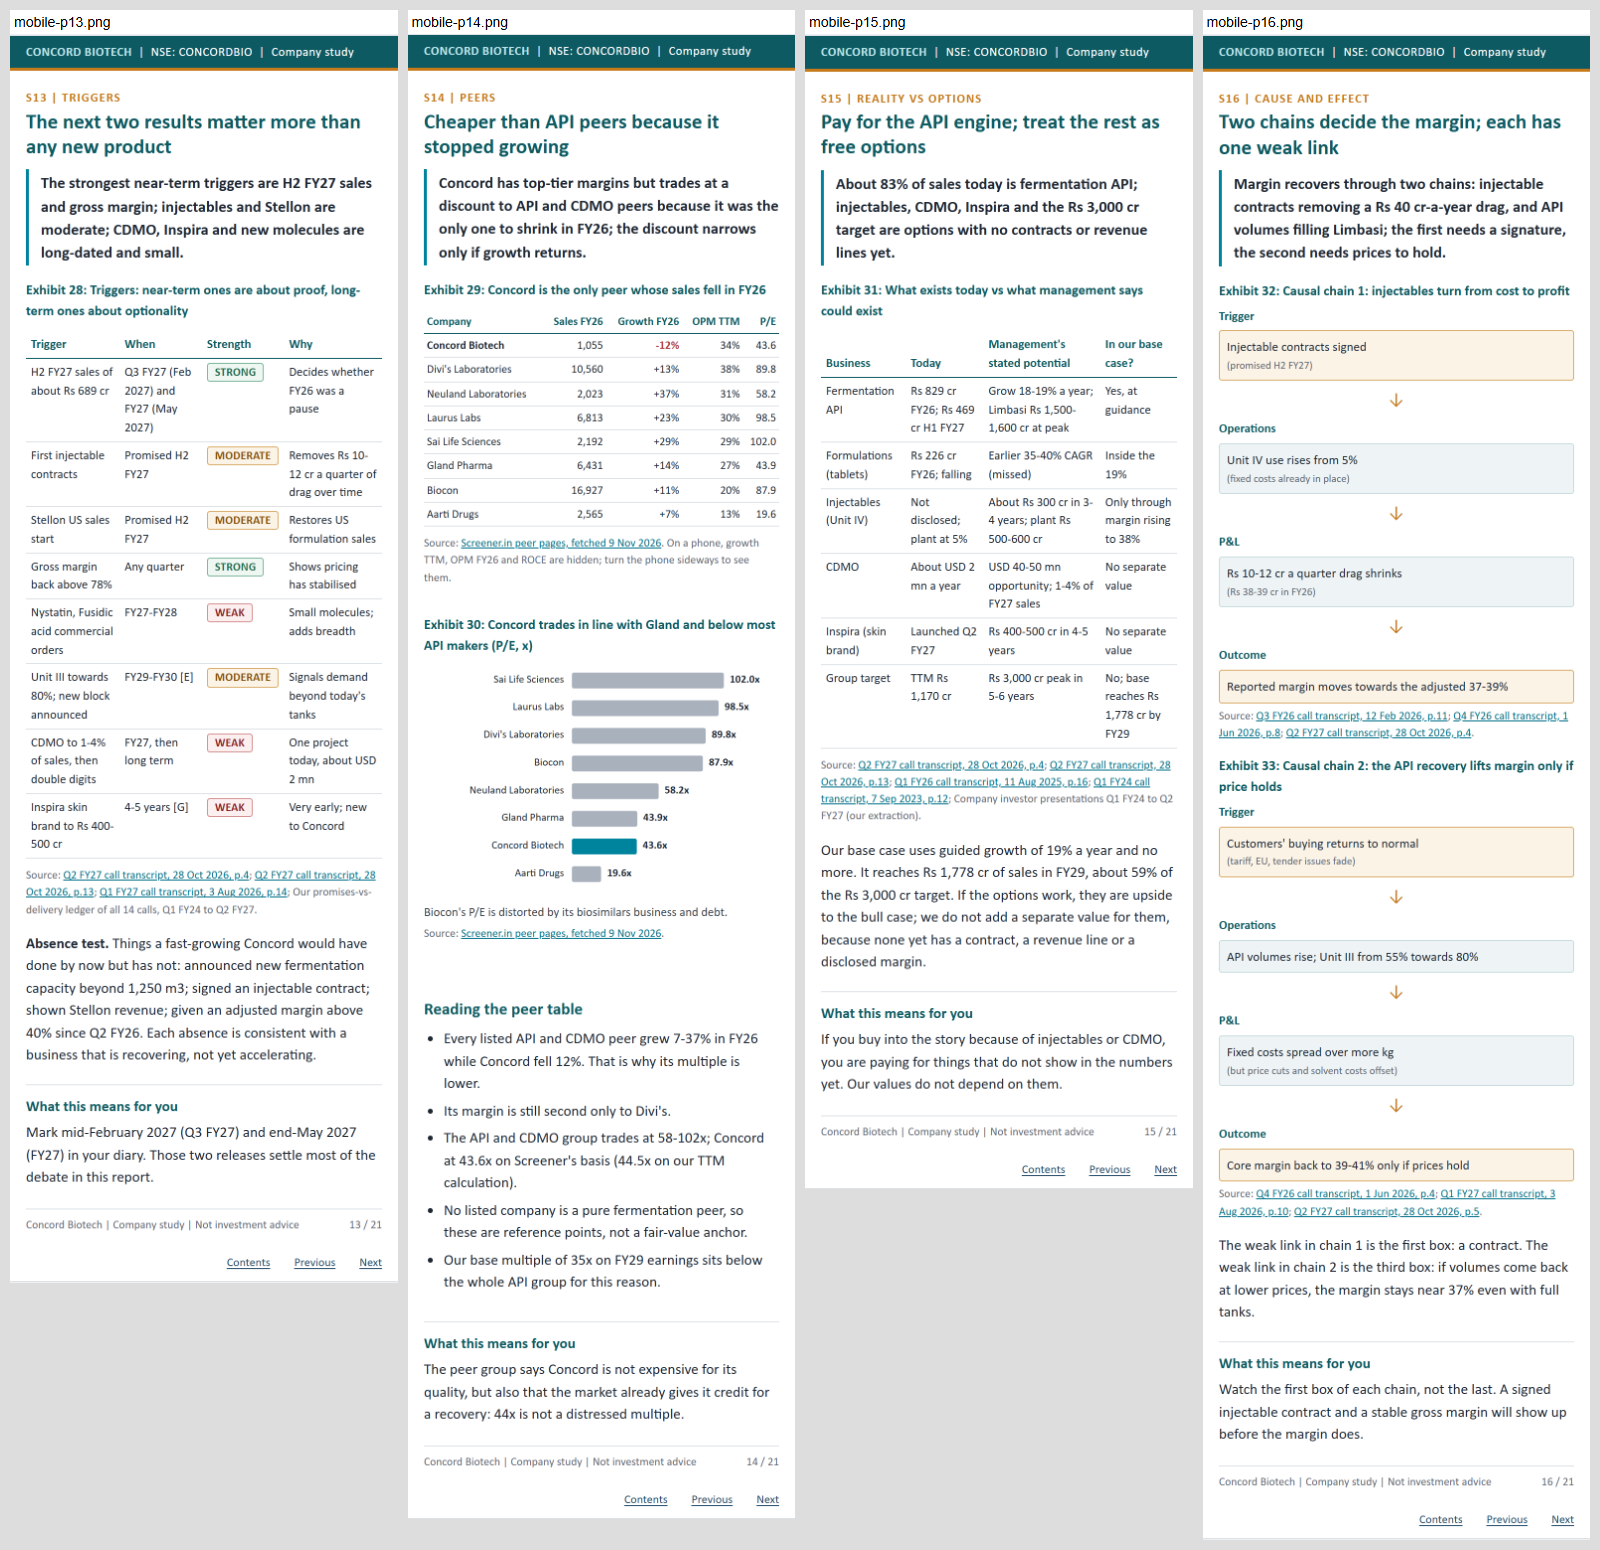 mobile-p13.png
CONCORD BIOTECH | NSE: CONCORDBIO | Company study
S13 | TRIGGERS
The next two results matter more than
any new product
The strongest near-term triggers are H2 FY27 sales
and gross margin; injectables and Stellon are
moderate; CDMO, Inspira and new molecules are
long-dated and small.
Exhibit 28: Triggers: near-term ones are about proof, long-
term ones about optionality
Trigger When Strength Why
H2 FY27 sales of Q3 FY27 (Feb STRONG Decides whether
about Rs 689 cr 2027) and FY26 was a
FY27 (May pause
2027)
First injectable Promised H2 MODERATE Removes Rs 10-
contracts FY27 12 cr a quarter of
drag over time
Stellon US sales Promised H2 MODERATE Restores US
start FY27 formulation sales
Gross margin Any quarter STRONG Shows pricing
back above 78% has stabilised
Nystatin, Fusidic FY27-FY28 WEAK Small molecules;
acid commercial adds breadth
orders
Unit III towards FY29-FY30 [E] MODERATE Signals demand
80%; new block beyond today's
announced tanks
CDMO to 1-4% FY27, then WEAK One project
of sales, then long term today, about USD
double digits 2 mn
Inspira skin 4-5 years [G] WEAK Very early; new
brand to Rs 400- to Concord
500 cr
Source: Q2 FY27 call transcript, 28 Oct 2026, p.4; Q2 FY27 call transcript, 28
Oct 2026, p.13; Q1 FY27 call transcript, 3 Aug 2026, p.14; Our promises-vs-
delivery ledger of all 14 calls, Q1 FY24 to Q2 FY27.
Absence test. Things a fast-growing Concord would have
done by now but has not: announced new fermentation
capacity beyond 1,250 m3; signed an injectable contract;
shown Stellon revenue; given an adjusted margin above
40% since Q2 FY26. Each absence is consistent with a
business that is recovering, not yet accelerating.
What this means for you
Mark mid-February 2027 (Q3 FY27) and end-May 2027
(FY27) in your diary. Those two releases settle most of the
debate in this report.
Concord Biotech | Company study | Not investment advice 13 / 21
Contents Previous Next
mobile-p14.png
CONCORD BIOTECH | NSE: CONCORDBIO | Company study
S14 | PEERS
Cheaper than API peers because it
stopped growing
Concord has top-tier margins but trades at a
discount to API and CDMO peers because it was the
only one to shrink in FY26; the discount narrows
only if growth returns.
Exhibit 29: Concord is the only peer whose sales fell in FY26
Company Sales FY26 Growth FY26 OPM TTM P/E
Concord Biotech 1,055 -12% 34% 43.6
Divi's Laboratories 10,560 +13% 38% 89.8
Neuland Laboratories 2,023 +37% 31% 58.2
Laurus Labs 6,813 +23% 30% 98.5
Sai Life Sciences 2,192 +29% 29% 102.0
Gland Pharma 6,431 +14% 27% 43.9
Biocon 16,927 +11% 20% 87.9
Aarti Drugs 2,565 +7% 13% 19.6
Source: Screener.in peer pages, fetched 9 Nov 2026. On a phone, growth
TTM, OPM FY26 and ROCE are hidden; turn the phone sideways to see
them.
Exhibit 30: Concord trades in line with Gland and below most
API makers (P/E, x)
Sai Life Sciences 102.0x
Laurus Labs 98.5x
Divi's Laboratories 89.8x
Biocon 87.9x
Neuland Laboratories 58.2x
Gland Pharma 43.9x
Concord Biotech 43.6x
Aarti Drugs 19.6x
Biocon's P/E is distorted by its biosimilars business and debt.
Source: Screener.in peer pages, fetched 9 Nov 2026.
Reading the peer table
• Every listed API and CDMO peer grew 7-37% in FY26
while Concord fell 12%. That is why its multiple is
lower.
• Its margin is still second only to Divi's.
• The API and CDMO group trades at 58-102x; Concord
at 43.6x on Screener's basis (44.5x on our TTM
calculation).
• No listed company is a pure fermentation peer, so
these are reference points, not a fair-value anchor.
• Our base multiple of 35x on FY29 earnings sits below
the whole API group for this reason.
What this means for you
The peer group says Concord is not expensive for its
quality, but also that the market already gives it credit for
a recovery: 44x is not a distressed multiple.
Concord Biotech | Company study | Not investment advice 14 / 21
Contents Previous Next
mobile-p15.png
CONCORD BIOTECH | NSE: CONCORDBIO | Company study
S15 | REALITY VS OPTIONS
Pay for the API engine; treat the rest as
free options
About 83% of sales today is fermentation API;
injectables, CDMO, Inspira and the Rs 3,000 cr
target are options with no contracts or revenue
lines yet.
Exhibit 31: What exists today vs what management says
could exist
Management's In our base
Business Today stated potential case?
Fermentation Rs 829 cr Grow 18-19% a year; Yes, at
API FY26; Rs 469 Limbasi Rs 1,500- guidance
cr H1 FY27 1,600 cr at peak
Formulations Rs 226 cr Earlier 35-40% CAGR Inside the
(tablets) FY26; falling (missed) 19%
Injectables Not About Rs 300 cr in 3- Only through
(Unit IV) disclosed; 4 years; plant Rs margin rising
plant at 5% 500-600 cr to 38%
CDMO About USD 2 USD 40-50 mn No separate
mn a year opportunity; 1-4% of value
FY27 sales
Inspira (skin Launched Q2 Rs 400-500 cr in 4-5 No separate
brand) FY27 years value
Group target TTM Rs Rs 3,000 cr peak in No; base
1,170 cr 5-6 years reaches Rs
1,778 cr by
FY29
Source: Q2 FY27 call transcript, 28 Oct 2026, p.4; Q2 FY27 call transcript, 28
Oct 2026, p.13; Q1 FY26 call transcript, 11 Aug 2025, p.16; Q1 FY24 call
transcript, 7 Sep 2023, p.12; Company investor presentations Q1 FY24 to Q2
FY27 (our extraction).
Our base case uses guided growth of 19% a year and no
more. It reaches Rs 1,778 cr of sales in FY29, about 59% of
the Rs 3,000 cr target. If the options work, they are upside
to the bull case; we do not add a separate value for them,
because none yet has a contract, a revenue line or a
disclosed margin.
What this means for you
If you buy into the story because of injectables or CDMO,
you are paying for things that do not show in the numbers
yet. Our values do not depend on them.
Concord Biotech | Company study | Not investment advice 15 / 21
Contents Previous Next
mobile-p16.png
CONCORD BIOTECH | NSE: CONCORDBIO | Company study
S16 | CAUSE AND EFFECT
Two chains decide the margin; each has
one weak link
Margin recovers through two chains: injectable
contracts removing a Rs 40 cr-a-year drag, and API
volumes filling Limbasi; the first needs a signature,
the second needs prices to hold.
Exhibit 32: Causal chain 1: injectables turn from cost to profit
Trigger
Injectable contracts signed
(promised H2 FY27)
↓
Operations
Unit IV use rises from 5%
(fixed costs already in place)
↓
P&L
Rs 10-12 cr a quarter drag shrinks
(Rs 38-39 cr in FY26)
↓
Outcome
Reported margin moves towards the adjusted 37-39%
Source: Q3 FY26 call transcript, 12 Feb 2026, p.11; Q4 FY26 call transcript, 1
Jun 2026, p.8; Q2 FY27 call transcript, 28 Oct 2026, p.4.
Exhibit 33: Causal chain 2: the API recovery lifts margin only if
price holds
Trigger
Customers' buying returns to normal
(tariff, EU, tender issues fade)
↓
Operations
API volumes rise; Unit III from 55% towards 80%
↓
P&L
Fixed costs spread over more kg
(but price cuts and solvent costs offset)
↓
Outcome
Core margin back to 39-41% only if prices hold
Source: Q4 FY26 call transcript, 1 Jun 2026, p.4; Q1 FY27 call transcript, 3
Aug 2026, p.10; Q2 FY27 call transcript, 28 Oct 2026, p.5.
The weak link in chain 1 is the first box: a contract. The
weak link in chain 2 is the third box: if volumes come back
at lower prices, the margin stays near 37% even with full
tanks.
What this means for you
Watch the first box of each chain, not the last. A signed
injectable contract and a stable gross margin will show up
before the margin does.
Concord Biotech | Company study | Not investment advice 16 / 21
Contents Previous Next